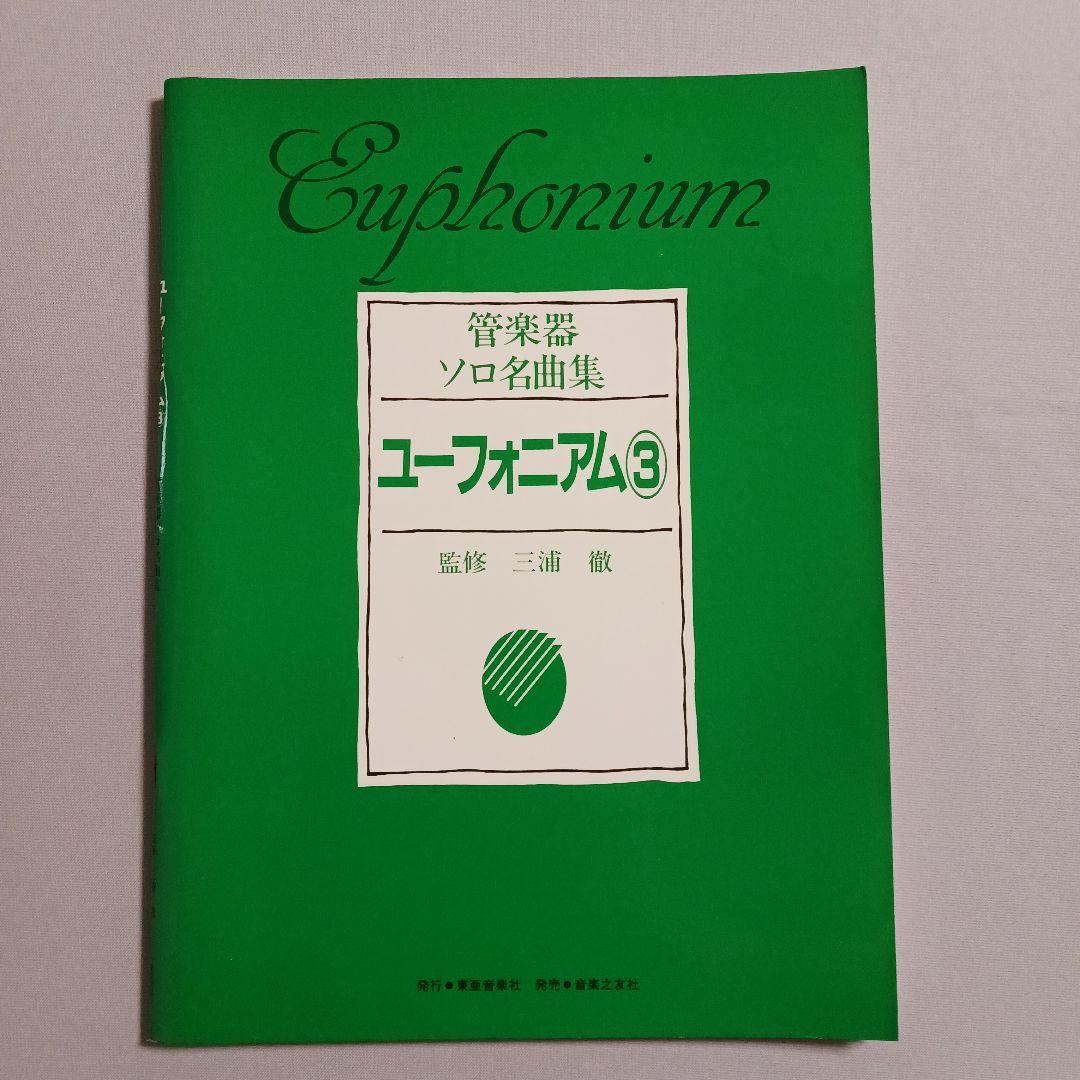 Euphonium
管楽器
ソロ名曲集
ユーフォニアム③
監修 三浦 徹
発行●東亜音楽社 発売●音楽之友社